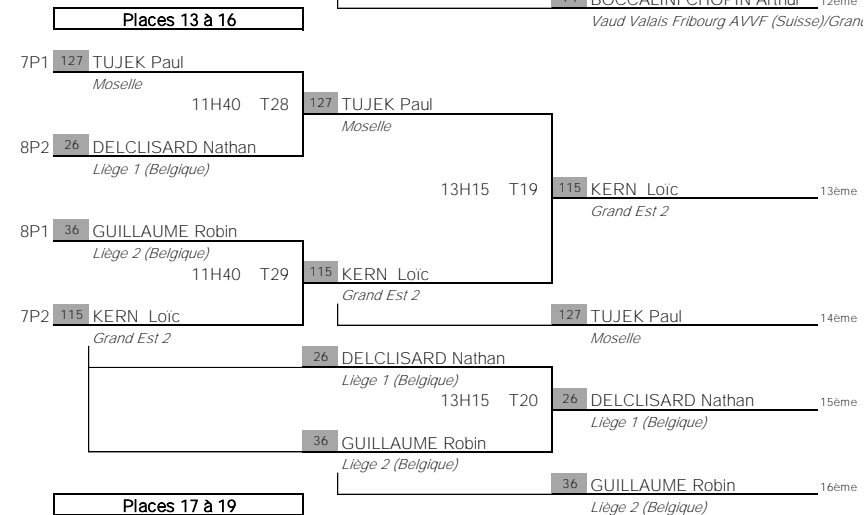 BOCCALINI CHOPIN Arthur 12ème
Places 13 à 16
Vaud Valais Fribourg AVVF (Suisse)/Grand
7P1 127 TUJEK Paul
Moselle
11H40 T28 127 TUJEK Paul
Moselle
8P2 26 DELCLISARD Nathan
Liège 1 (Belgique)
13H15 T19 115 KERN Loïc 13ème
Grand Est 2
8P1 36 GUILLAUME Robin
Liège 2 (Belgique)
11H40 T29 115 KERN Loïc
Grand Est 2
7P2 115 KERN Loïc 127 TUJEK Paul 14ème
Grand Est 2 Moselle
26 DELCLISARD Nathan
Liège 1 (Belgique)
13H15 T20 26 DELCLISARD Nathan 15ème
Liège 1 (Belgique)
36 GUILLAUME Robin
Liège 2 (Belgique)
36 GUILLAUME Robin 16ème
Places 17 à 19 Liège 2 (Belgique)